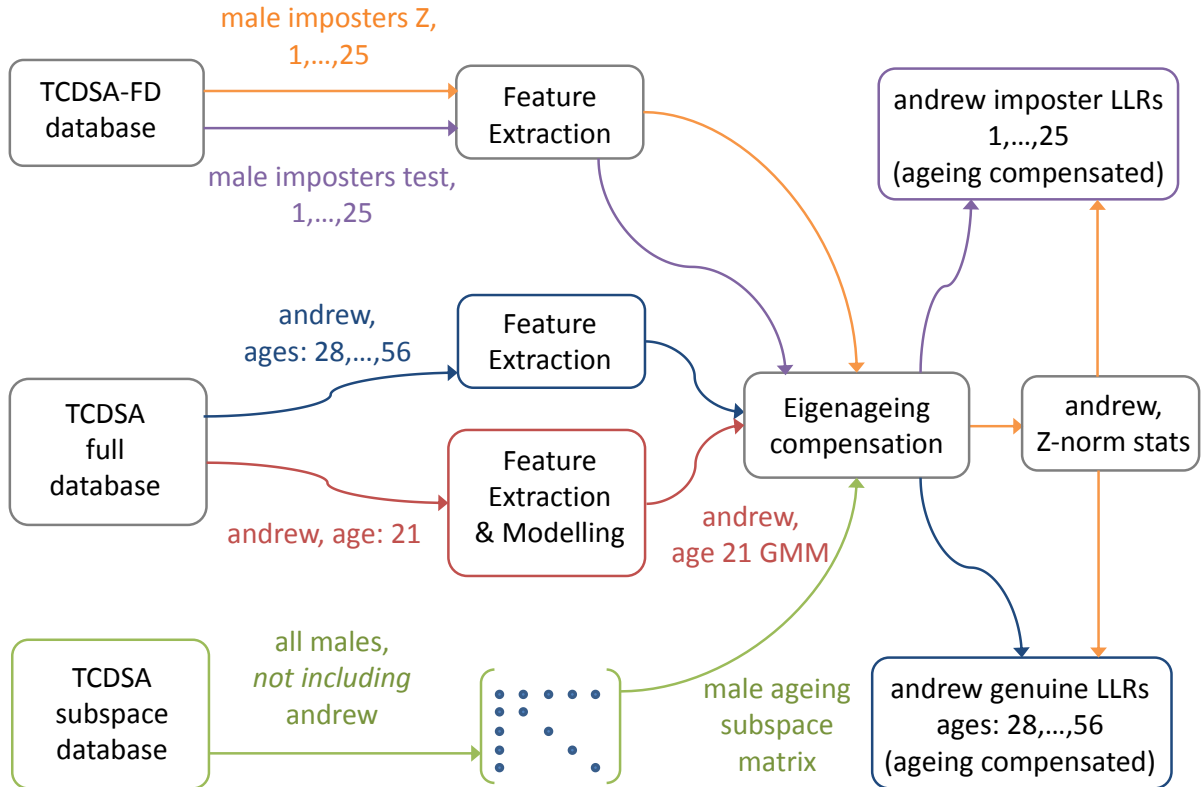 male imposters Z,
1,...,25
TCDSA-FD
database
Feature
Extraction
male imposters test,
1,...,25
andrew imposter LLRs
1,...,25
(ageing compensated)
andrew,
ages: 28,...,56
Feature
Extraction
TCDSA
full
database
Feature
Extraction
& Modelling
andrew, age: 21
andrew,
age 21 GMM
Eigenageing
compensation
andrew,
Z-norm stats
TCDSA
subspace
database
all males,
not including
andrew
male ageing
subspace
matrix
andrew genuine LLRs
ages: 28,...,56
(ageing compensated)